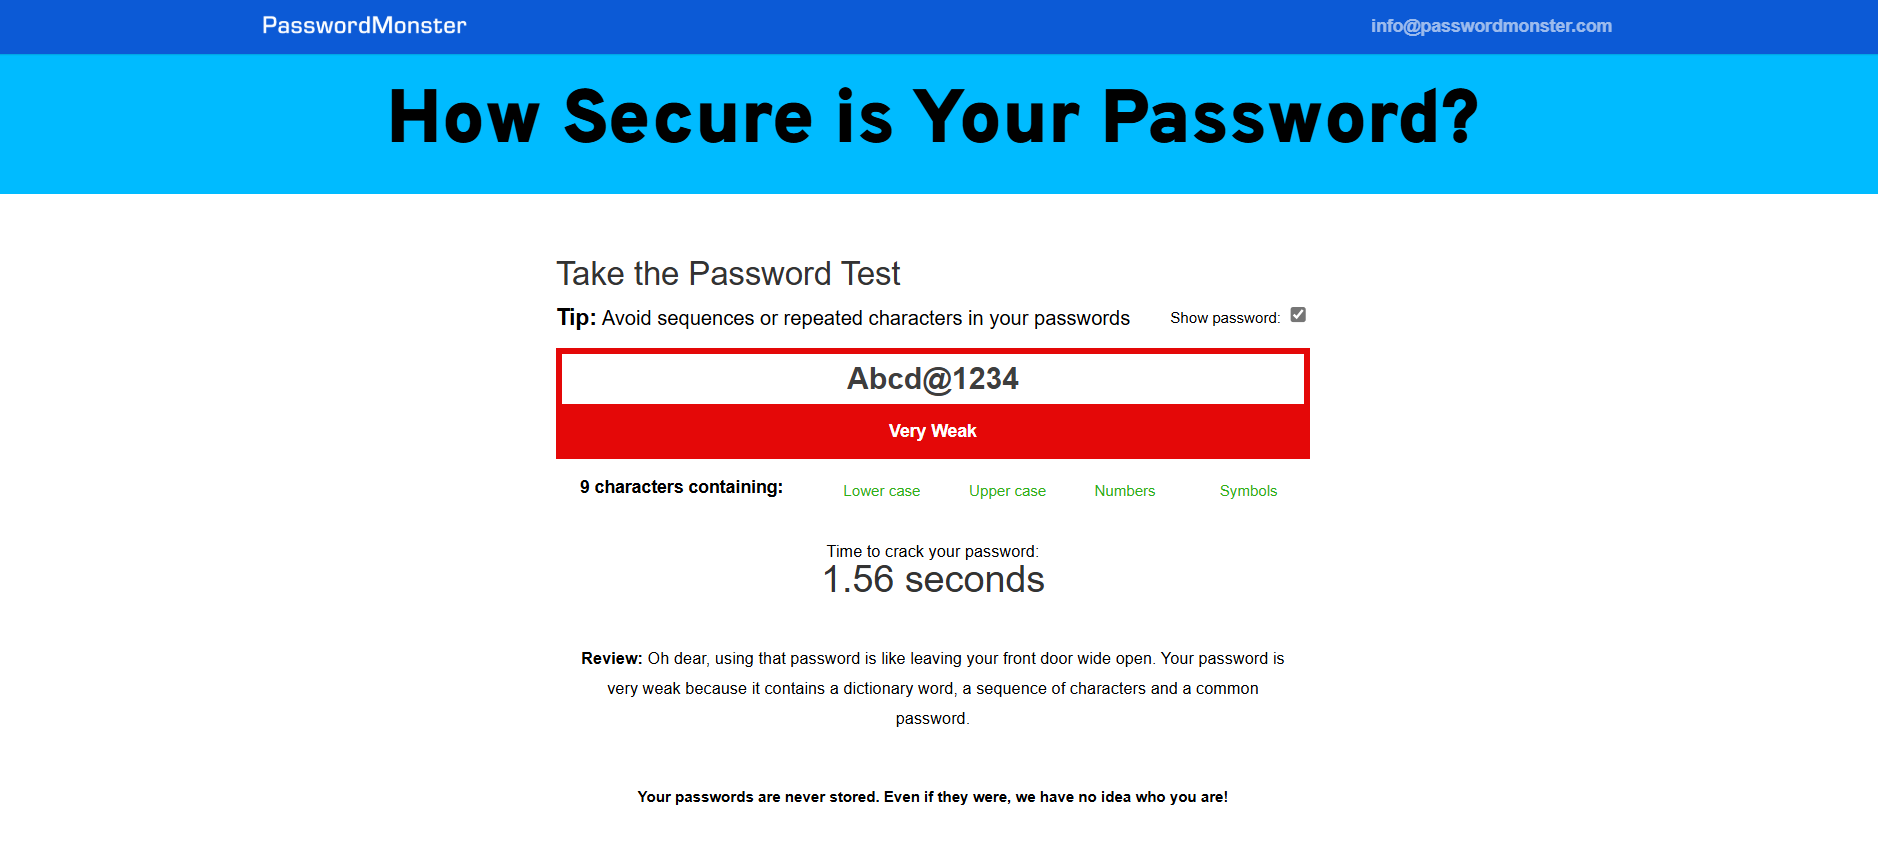 PasswordMonster
info@passwordmonster.com
How Secure is Your Password?
Take the Password Test
Tip: Avoid sequences or repeated characters in your passwords
Show password:
Abcd@1234
Very Weak
9 characters containing:
Lower case
Upper case
Numbers
Symbols
Time to crack your password:
1.56 seconds
Review: Oh dear, using that password is like leaving your front door wide open. Your password is
very weak because it contains a dictionary word, a sequence of characters and a common
password.
Your passwords are never stored. Even if they were, we have no idea who you are!